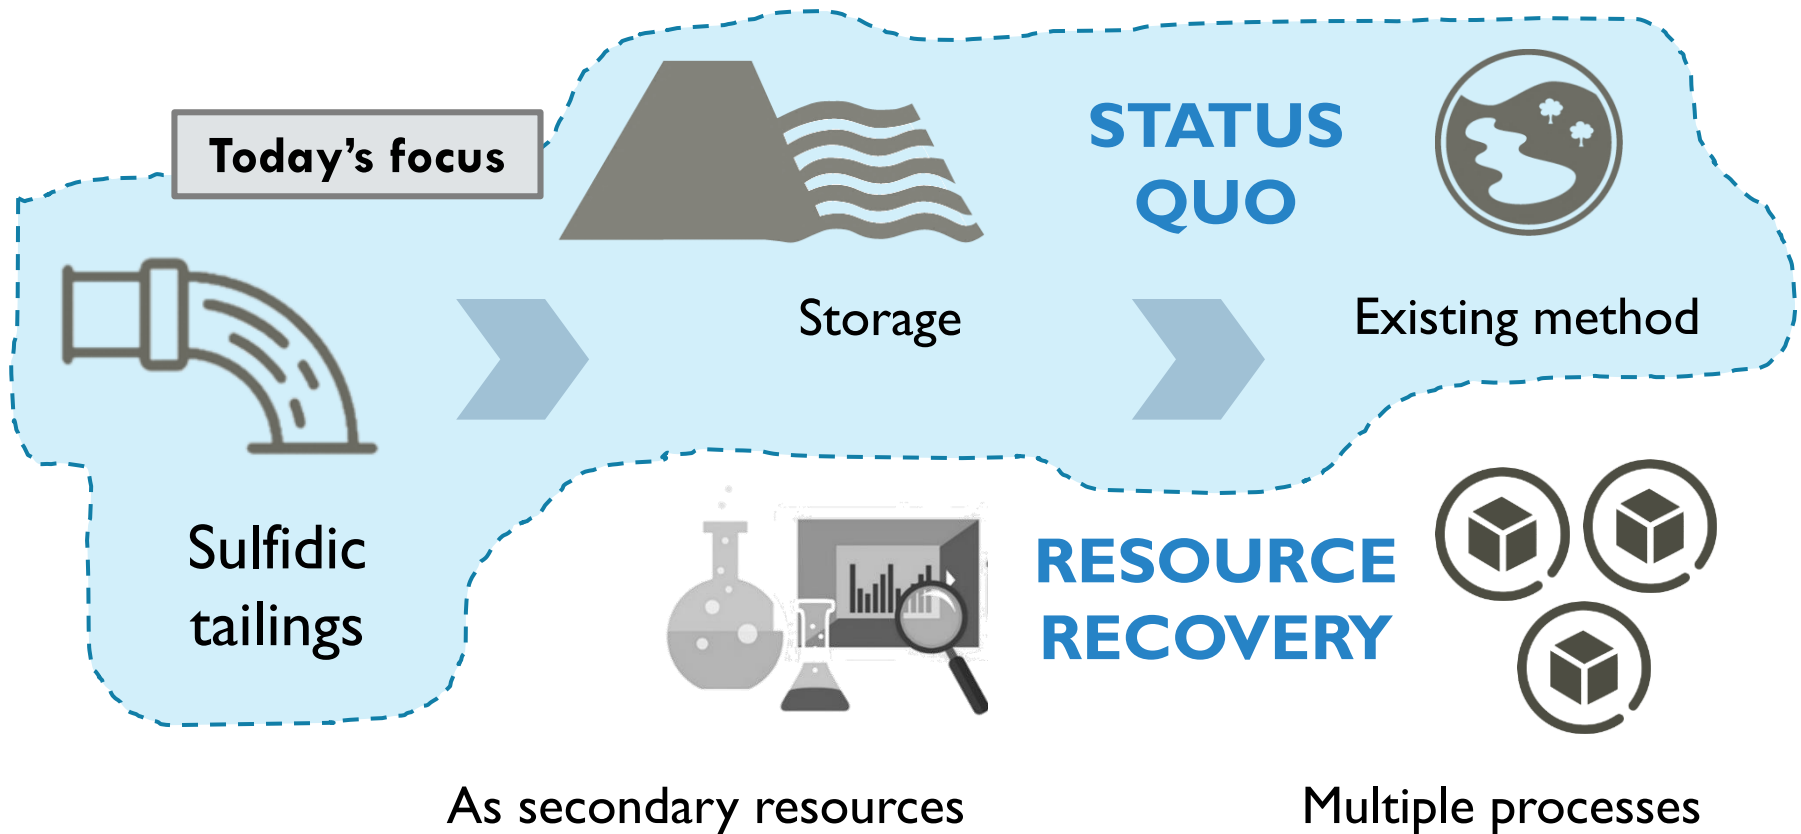 Today's focus
STATUS
QUO
Storage
Existing method
Sulfidic
tailings
RESOURCE
RECOVERY
As secondary resources
Multiple processes